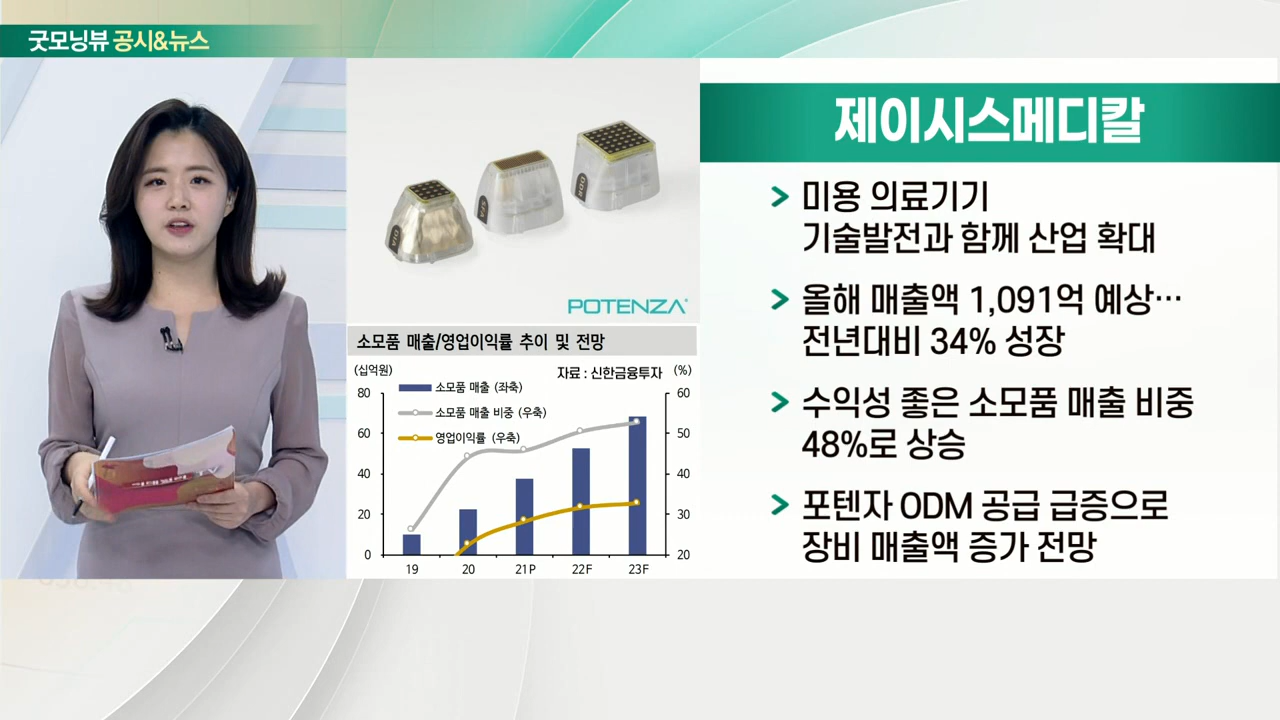 굿모닝뷰 공시&뉴스
제이시스메디칼
미용 의료기기
기술발전과 함께 산업 확대
올해 매출액 1,091억 예상…
전년대비 34% 성장
수익성 좋은 소모품 매출 비중
48%로 상승
포텐자 ODM 공급 급증으로
장비 매출액 증가 전망
DIA
SFA
DDR
POTENZA
소모품 매출/영업이익률 추이 및 전망
(십억원)
자료 : 신한금융투자
(%)
소모품 매출 (좌축)
소모품 매출 비중 (우축)
영업이익률 (우축)
80
60
40
20
0
60
50
40
30
20
19
20
21P
22F
23F